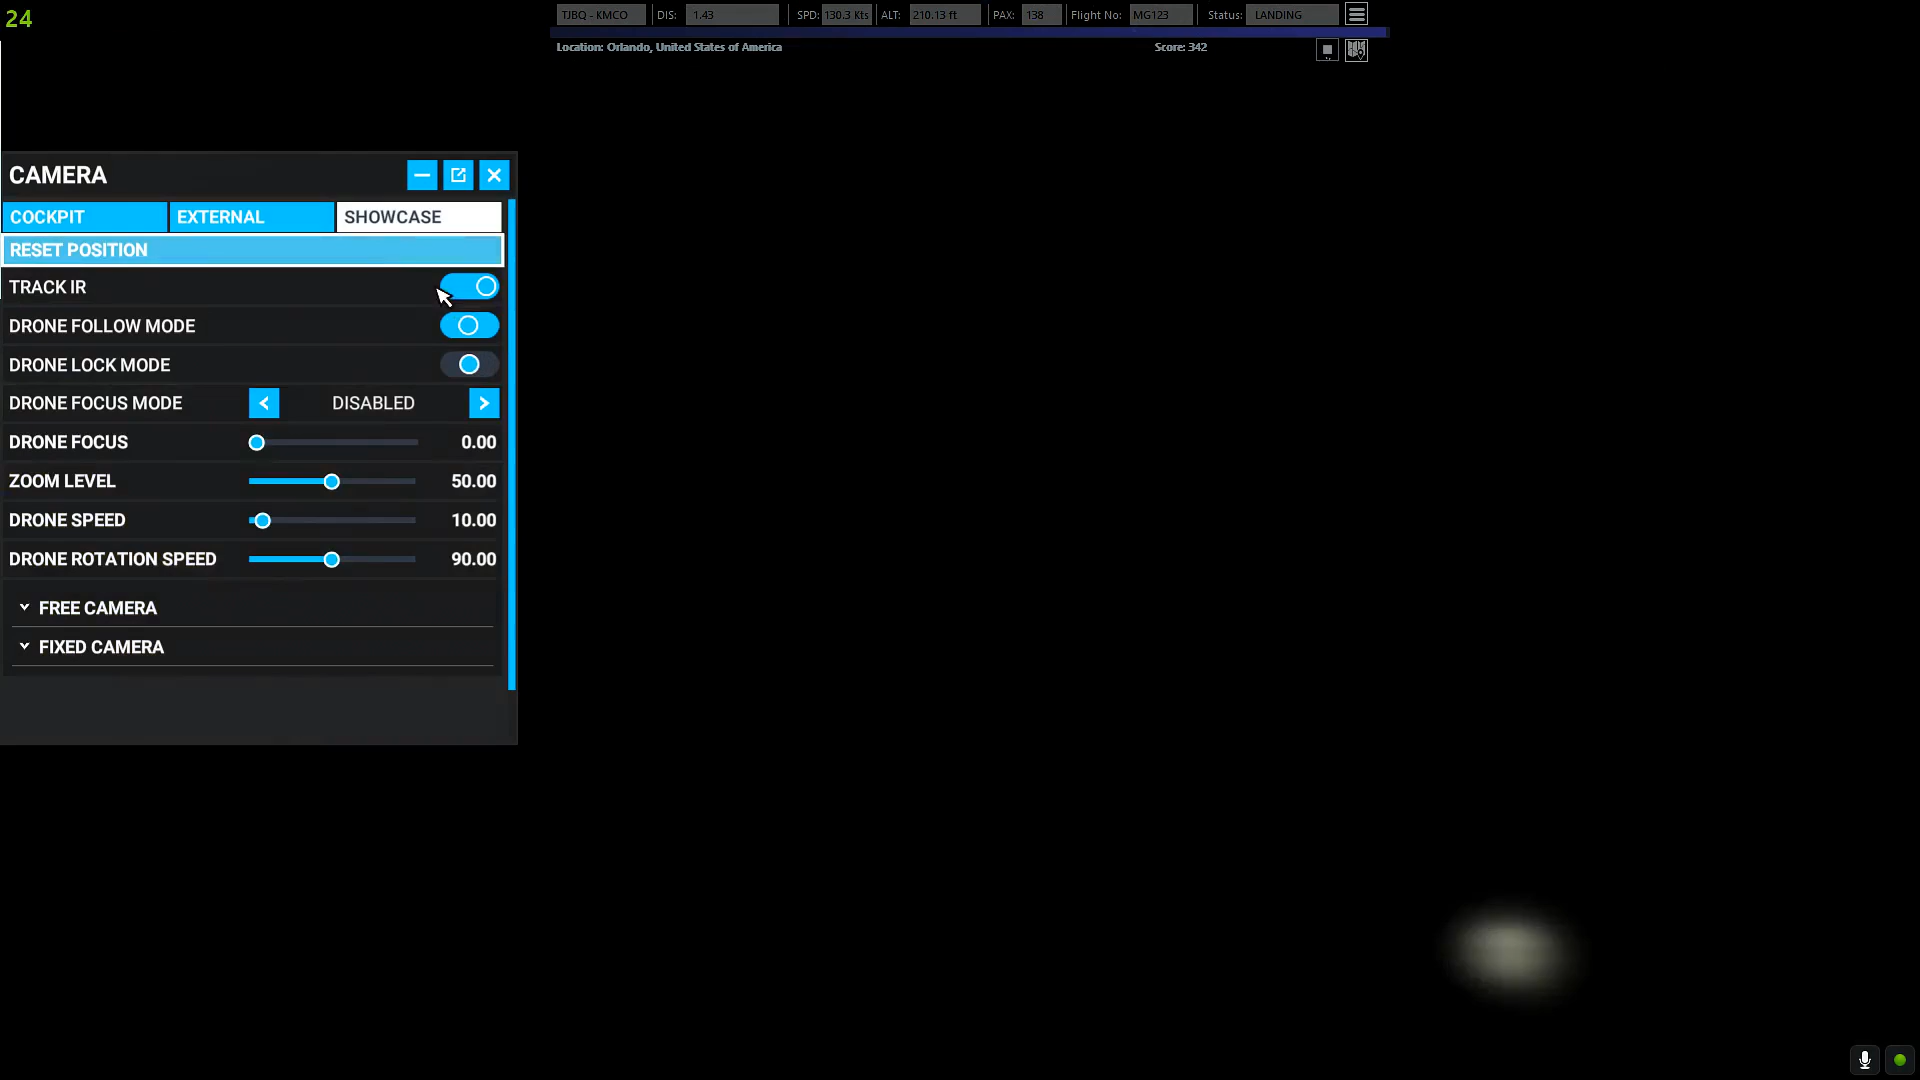 24
TJBQ - KMCO DIS: 1.43 SPD: 130.3 Kts ALT: 210.13 ft PAX: 138 Flight No: MG123 Status: LANDING
Location: Orlando, United States of America Score: 342
CAMERA
COCKPIT EXTERNAL SHOWCASE
RESET POSITION
TRACK IR
DRONE FOLLOW MODE
DRONE LOCK MODE
DRONE FOCUS MODE DISABLED
DRONE FOCUS 0.00
ZOOM LEVEL 50.00
DRONE SPEED 10.00
DRONE ROTATION SPEED 90.00
FREE CAMERA
FIXED CAMERA